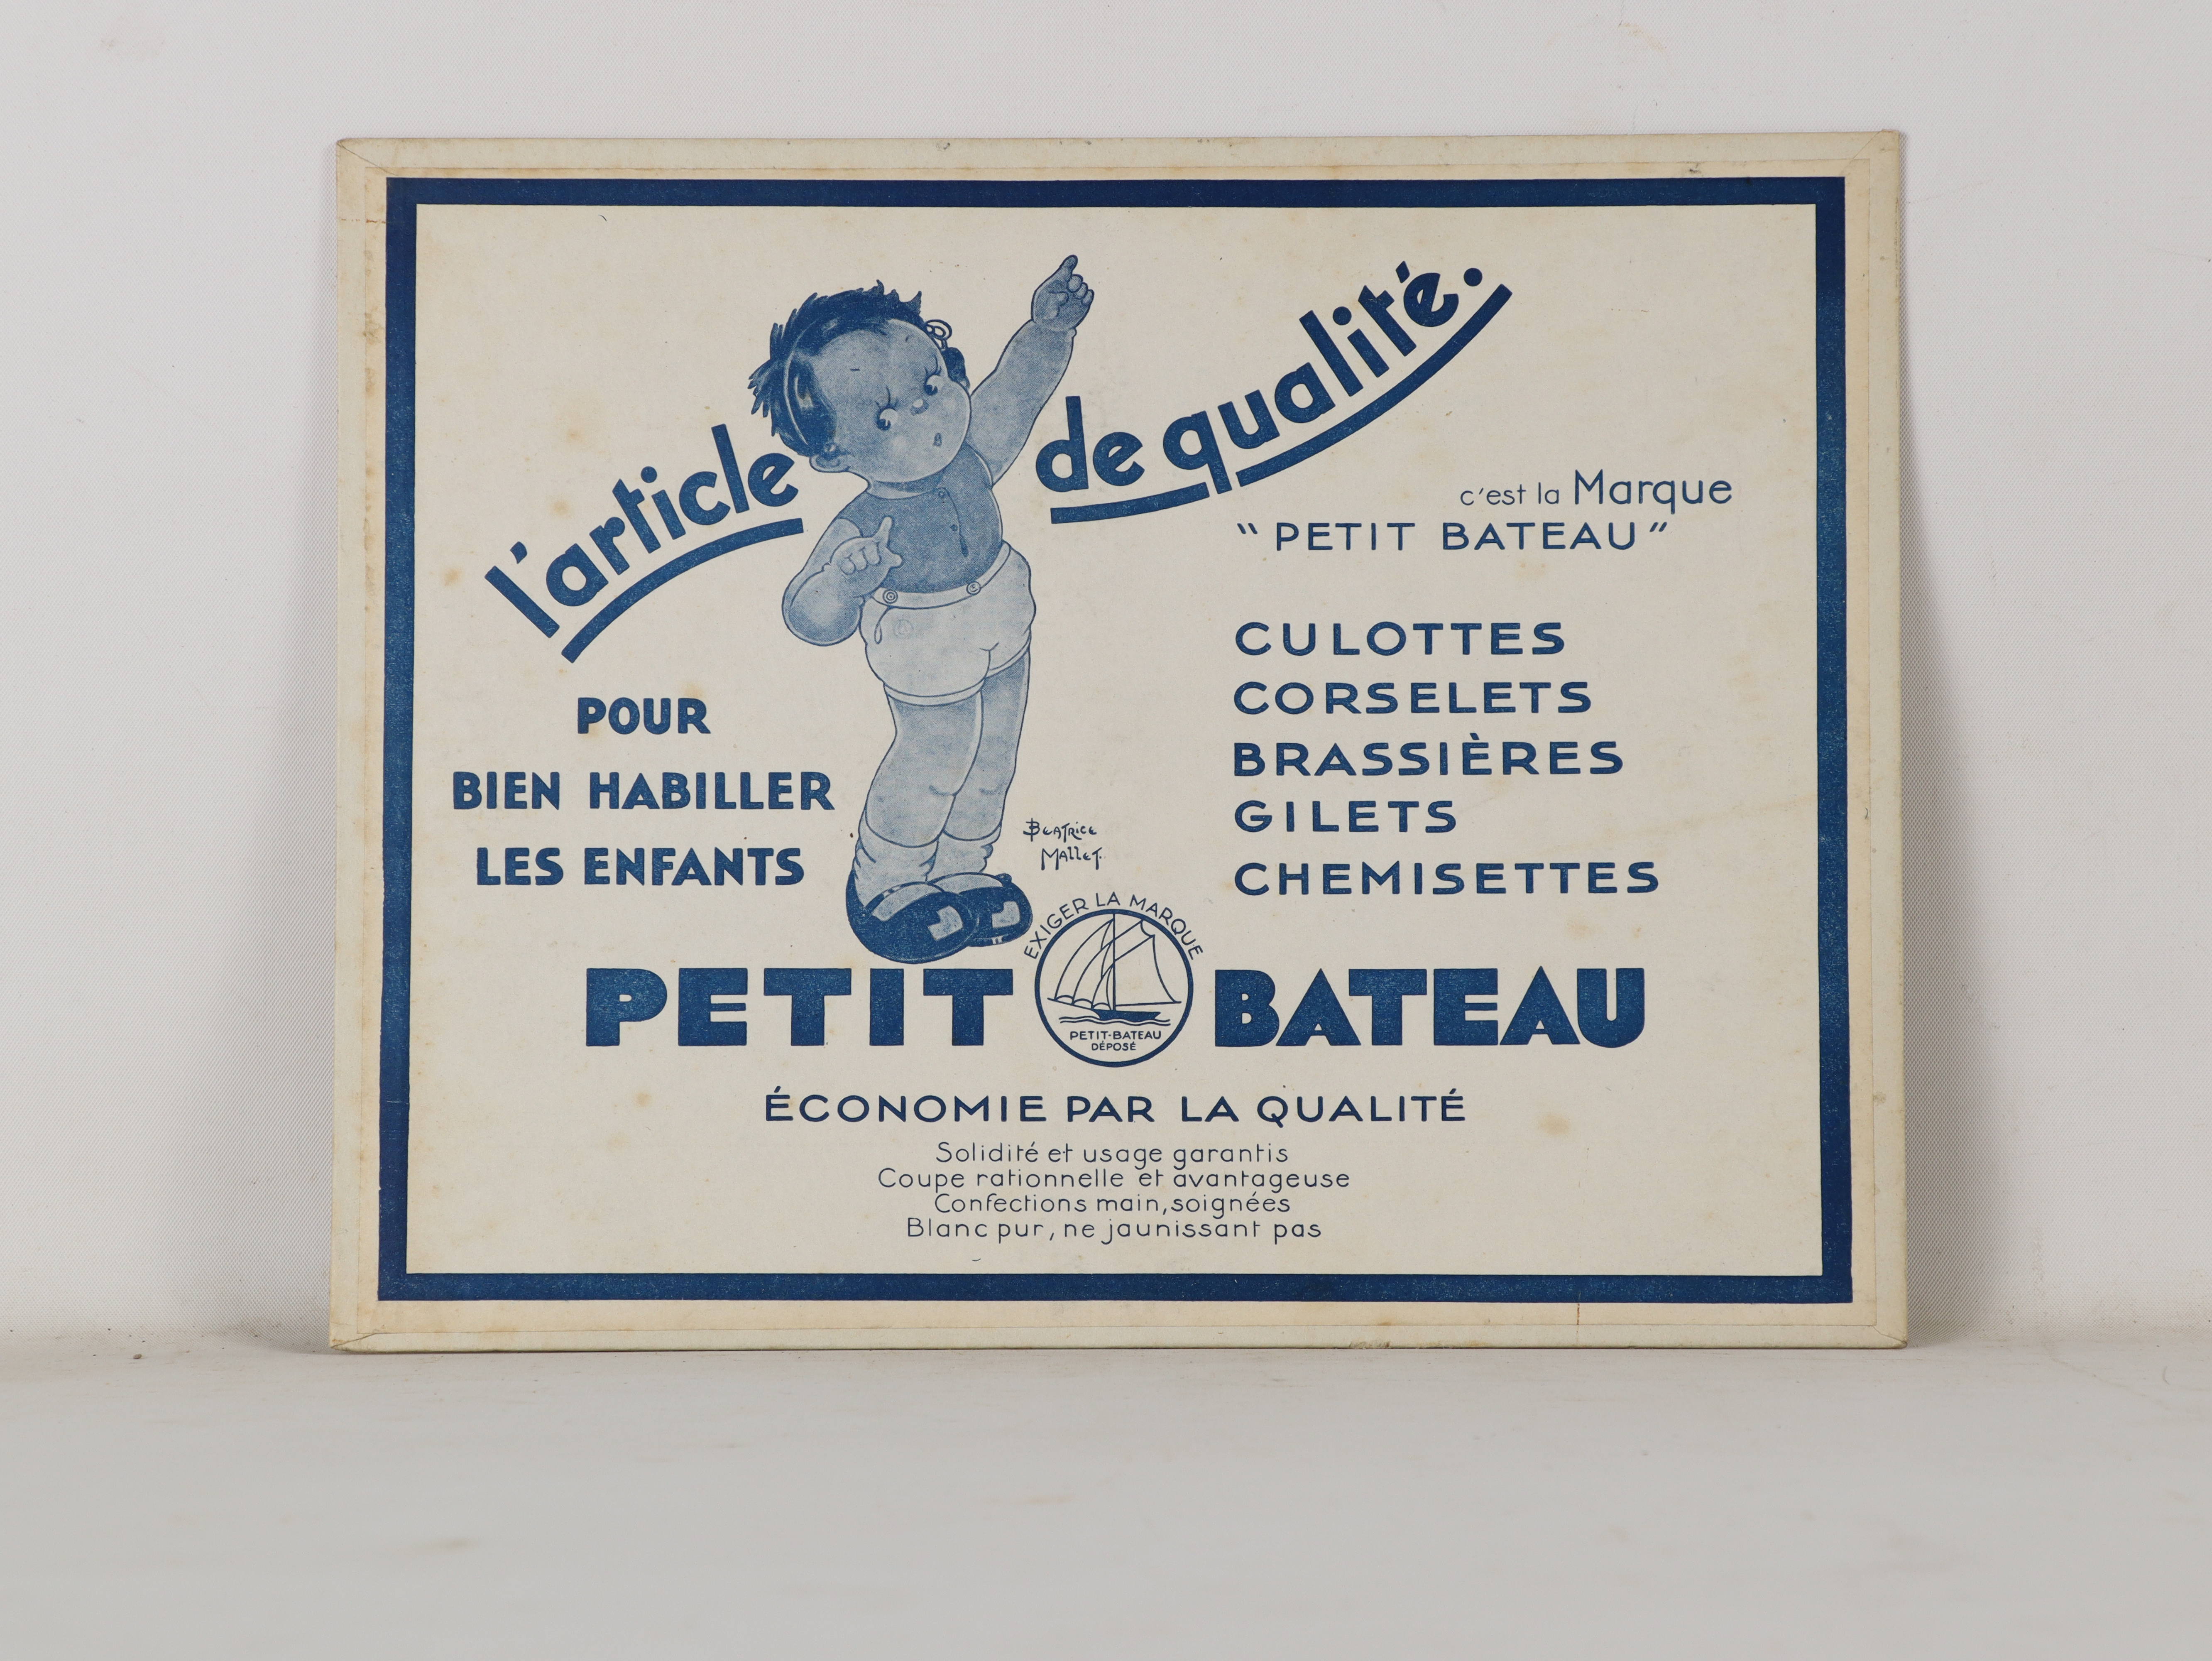 l'article de qualité.
c'est la Marque
"PETIT BATEAU"
POUR
BIEN HABILLER
LES ENFANTS
CULOTTES
CORSELETS
BRASSIÈRES
GILETS
CHEMISETTES
BEATRICE
MALLET.
EXIGER LA MARQUE
PETIT BATEAU
PETIT-BATEAU
DÉPOSÉ
ÉCONOMIE PAR LA QUALITÉ
Solidité et usage garantis
Coupe rationnelle et avantageuse
Confections main, soignées
Blanc pur, ne jaunissant pas